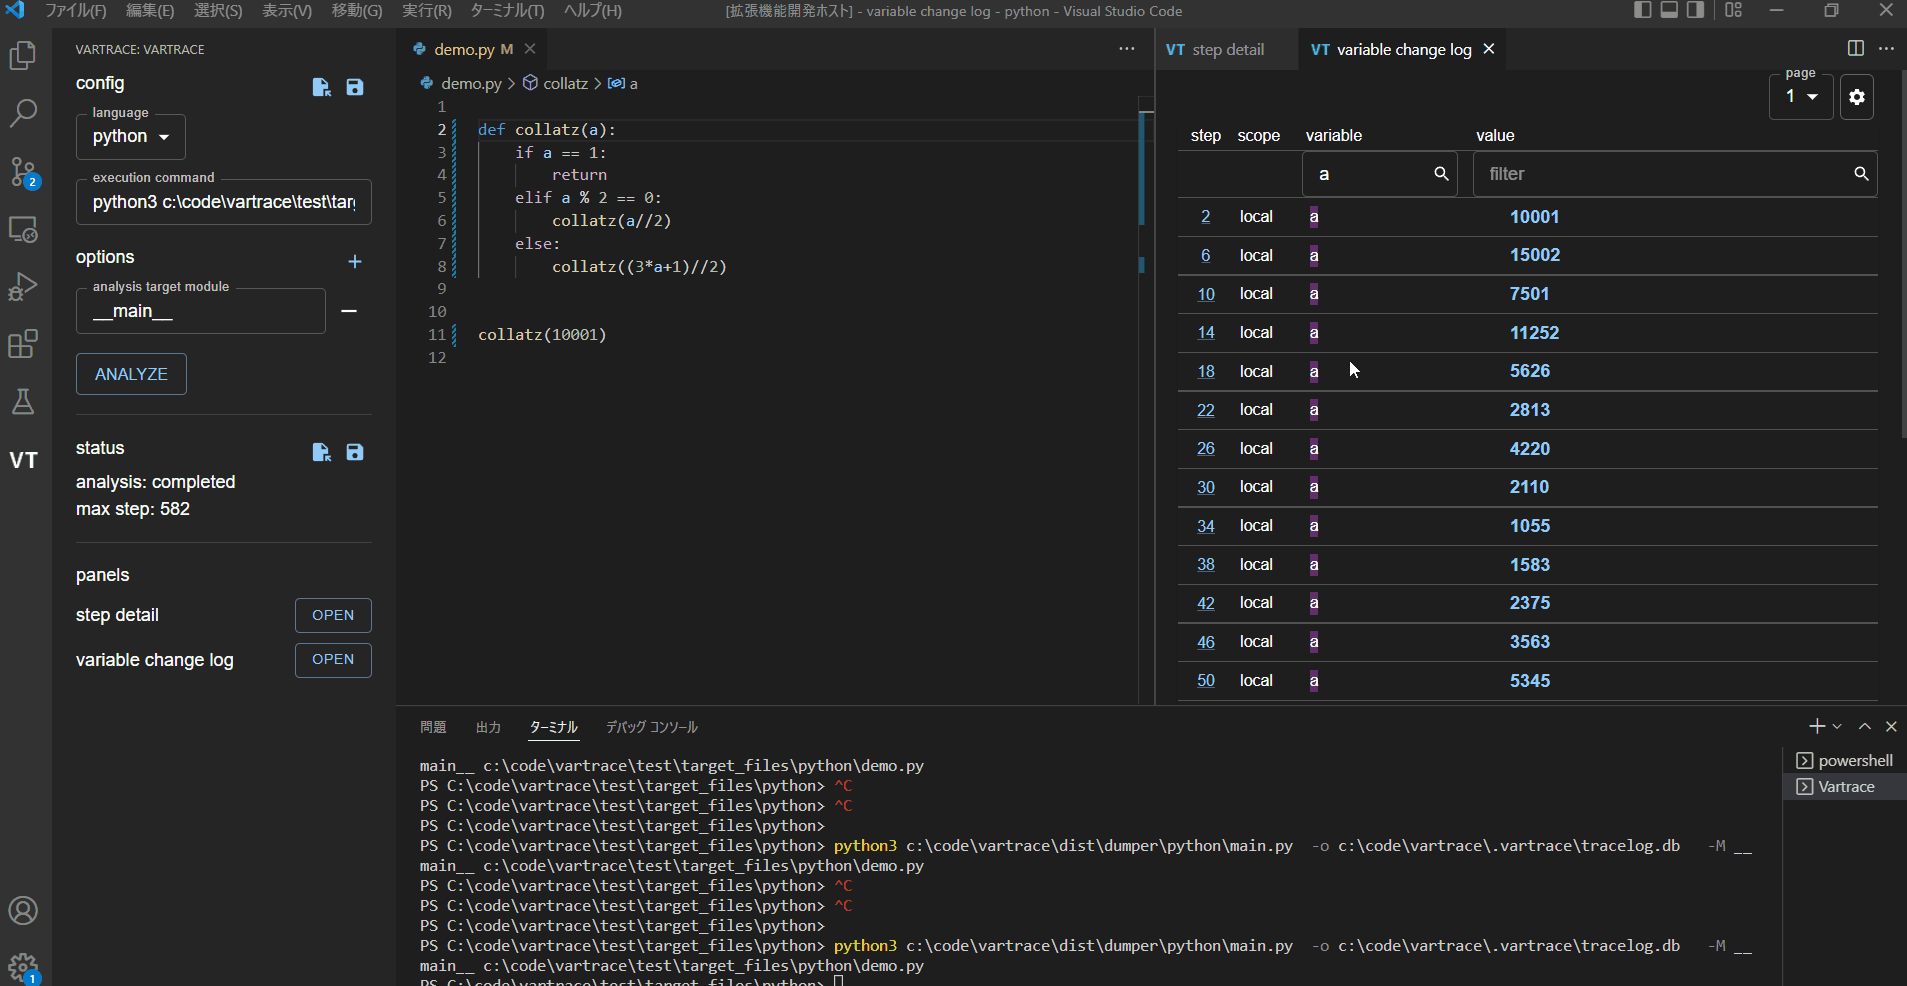 ファイル(F) 編集(E) 選択(S) 表示(V) 移動(G) 実行(R) ターミナル(T) ヘルプ(H) [拡張機能開発ホスト] - variable change log - python - Visual Studio Code
VARTRACE: VARTRACE
config
language
python
execution command
python3 c:\code\vartrace\test\tar
options
analysis target module
__main__
ANALYZE
status
analysis: completed
max step: 582
panels
step detail OPEN
variable change log OPEN
2
VT
1
demo.py M
demo.py > collatz > a
1
2 def collatz(a):
3 if a == 1:
4 return
5 elif a % 2 == 0:
6 collatz(a//2)
7 else:
8 collatz((3*a+1)//2)
9
10
11 collatz(10001)
12
VT step detail VT variable change log
page
1
step scope variable value
a filter
2 local a 10001
6 local a 15002
10 local a 7501
14 local a 11252
18 local a 5626
22 local a 2813
26 local a 4220
30 local a 2110
34 local a 1055
38 local a 1583
42 local a 2375
46 local a 3563
50 local a 5345
問題 出力 ターミナル デバッグ コンソール
main__ c:\code\vartrace\test\target_files\python\demo.py
PS C:\code\vartrace\test\target_files\python> ^C
PS C:\code\vartrace\test\target_files\python> ^C
PS C:\code\vartrace\test\target_files\python>
PS C:\code\vartrace\test\target_files\python> python3 c:\code\vartrace\dist\dumper\python\main.py -o c:\code\vartrace\.vartrace\tracelog.db -M __
main__ c:\code\vartrace\test\target_files\python\demo.py
PS C:\code\vartrace\test\target_files\python> ^C
PS C:\code\vartrace\test\target_files\python> ^C
PS C:\code\vartrace\test\target_files\python>
PS C:\code\vartrace\test\target_files\python> python3 c:\code\vartrace\dist\dumper\python\main.py -o c:\code\vartrace\.vartrace\tracelog.db -M __
main__ c:\code\vartrace\test\target_files\python\demo.py
PS C:\code\vartrace\test\target_files\python>
powershell
Vartrace